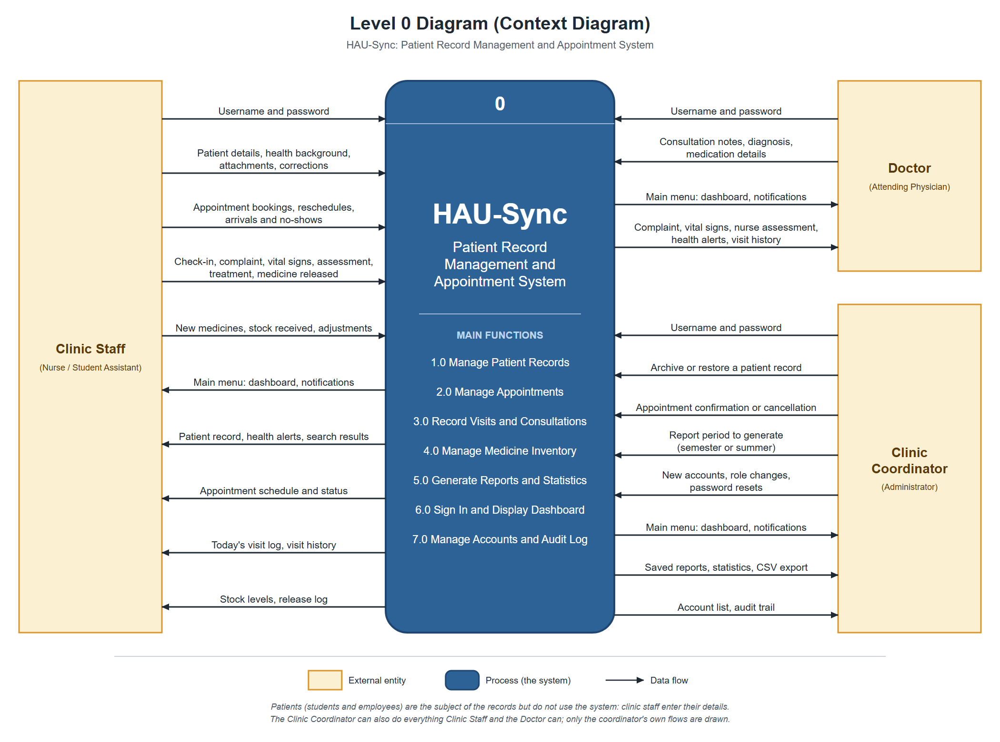 Level 0 Diagram (Context Diagram)
HAU-Sync: Patient Record Management and Appointment System
Clinic Staff
(Nurse / Student Assistant)
Username and password
Patient details, health background,
attachments, corrections
Appointment bookings, reschedules,
arrivals and no-shows
Check-in, complaint, vital signs, assessment,
treatment, medicine released
New medicines, stock received, adjustments
Main menu: dashboard, notifications
Patient record, health alerts, search results
Appointment schedule and status
Today's visit log, visit history
Stock levels, release log
0
HAU-Sync
Patient Record
Management and
Appointment System
MAIN FUNCTIONS
1.0 Manage Patient Records
2.0 Manage Appointments
3.0 Record Visits and Consultations
4.0 Manage Medicine Inventory
5.0 Generate Reports and Statistics
6.0 Sign In and Display Dashboard
7.0 Manage Accounts and Audit Log
Username and password
Consultation notes, diagnosis,
medication details
Main menu: dashboard, notifications
Complaint, vital signs, nurse assessment,
health alerts, visit history
Doctor
(Attending Physician)
Username and password
Archive or restore a patient record
Appointment confirmation or cancellation
Report period to generate
(semester or summer)
New accounts, role changes,
password resets
Main menu: dashboard, notifications
Saved reports, statistics, CSV export
Account list, audit trail
Clinic
Coordinator
(Administrator)
External entity
Process (the system)
Data flow
Patients (students and employees) are the subject of the records but do not use the system: clinic staff enter their details.
The Clinic Coordinator can also do everything Clinic Staff and the Doctor can; only the coordinator's own flows are drawn.